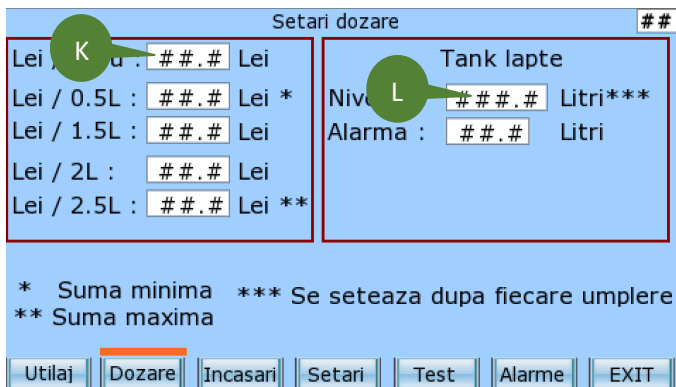 Setari dozare ##
Lei / : ##.# Lei
Lei / 0.5L : ##.# Lei *
Lei / 1.5L : ##.# Lei
Lei / 2L : ##.# Lei
Lei / 2.5L : ##.# Lei **
K
Tank lapte
###.# Litri***
Alarma : ##.# Litri
L
* Suma minima
** Suma maxima
*** Se seteaza dupa fiecare umplere
Utilaj Dozare Incasari Setari Test Alarme EXIT